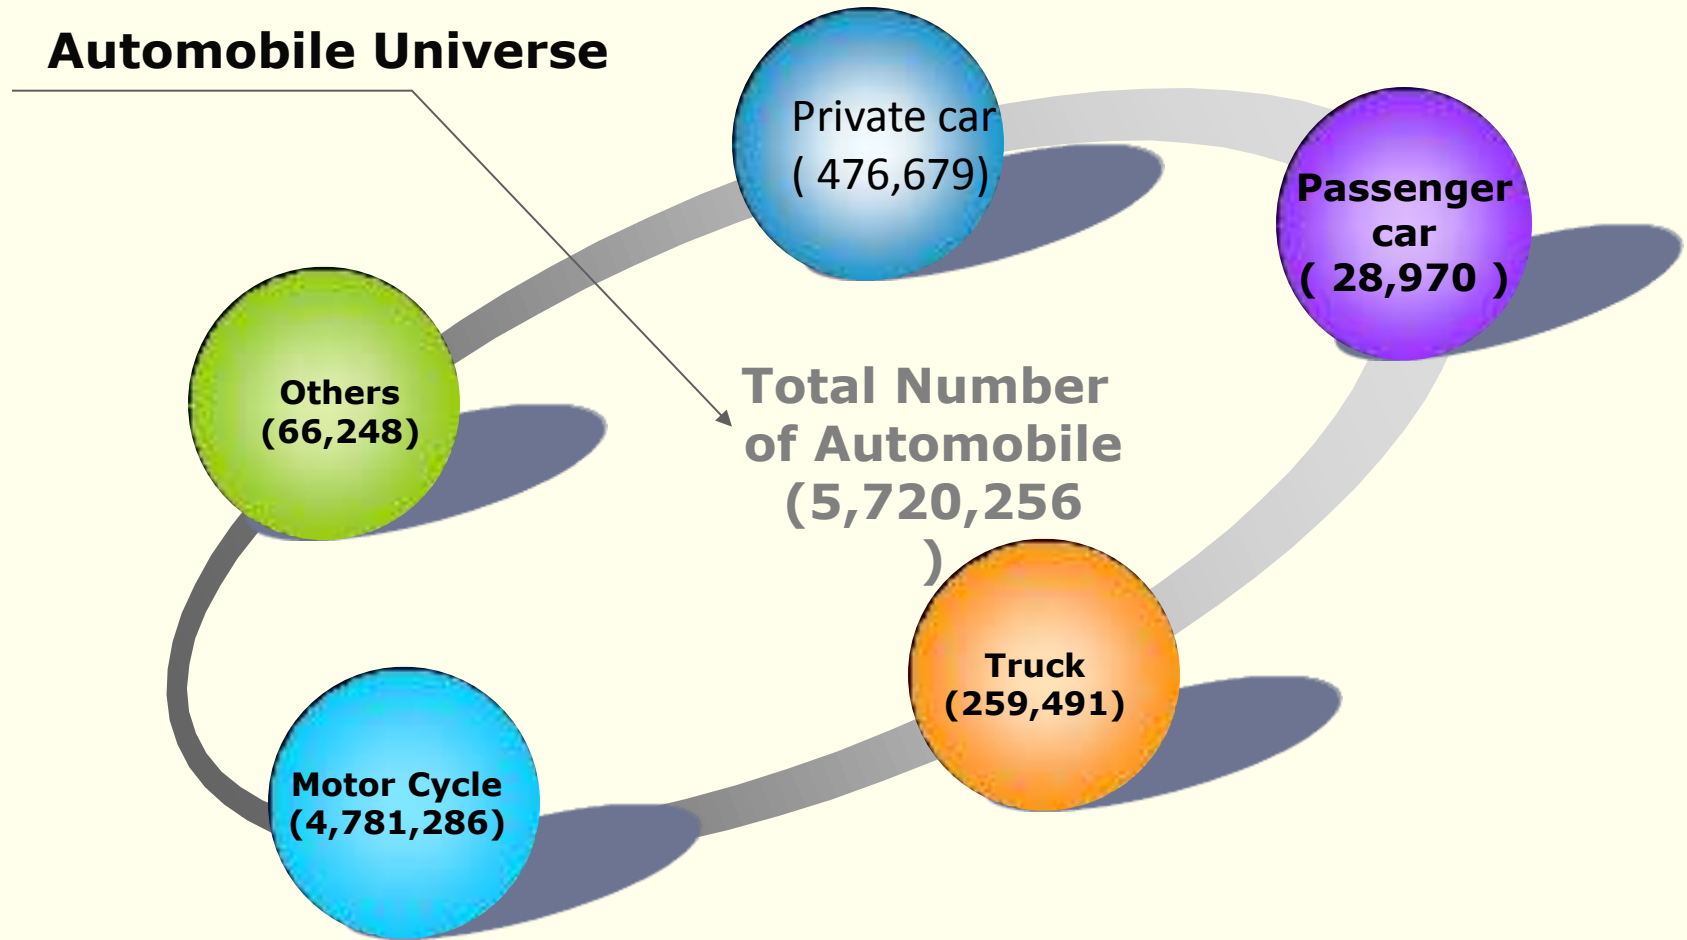 Automobile Universe
Private car
( 476,679)
Passenger
car
( 28,970 )
Others
(66,248)
Total Number
of Automobile
(5,720,256
)
Truck
(259,491)
Motor Cycle
(4,781,286)